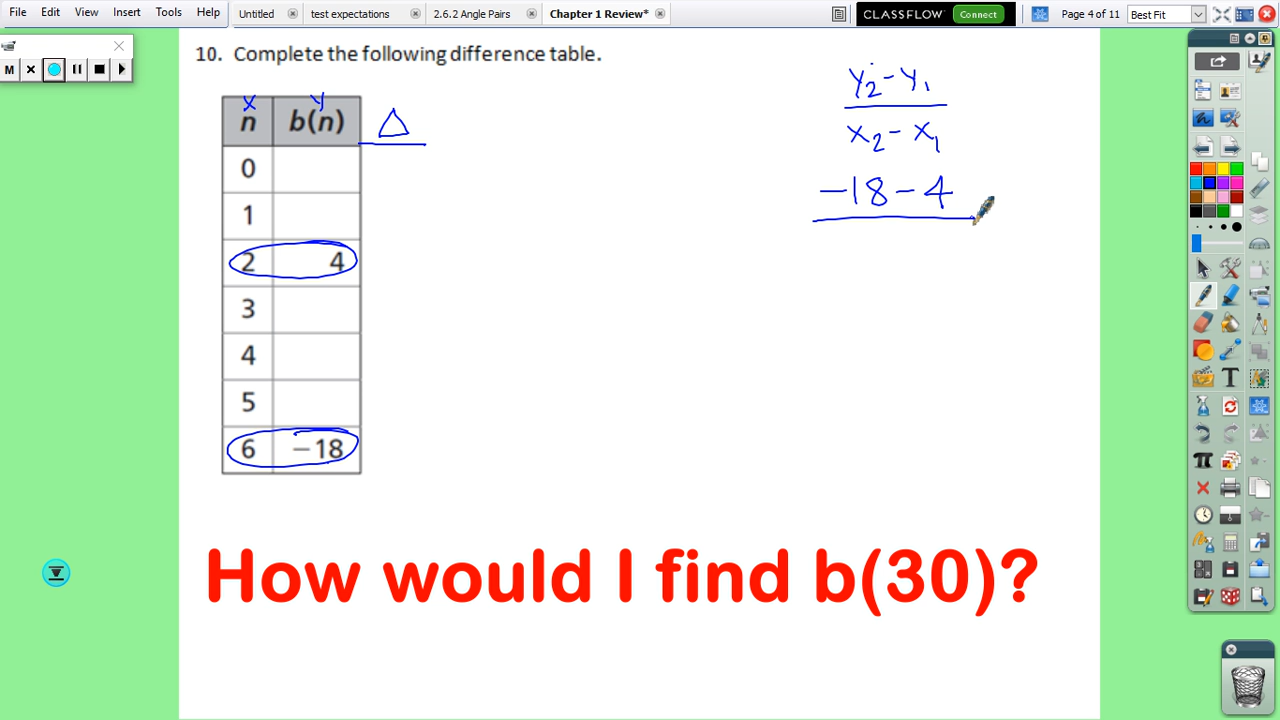 File Edit View Insert Tools Help
Untitled test expectations 2.6.2 Angle Pairs Chapter 1 Review*
CLASSFLOW Connect
Page 4 of 11 Best Fit
M
10. Complete the following difference table.
x y
n b(n) Δ
0
1
2 4
3
4
5
6 −18
y₂ − y₁
x₂ − x₁
−18 − 4
How would I find b(30)?